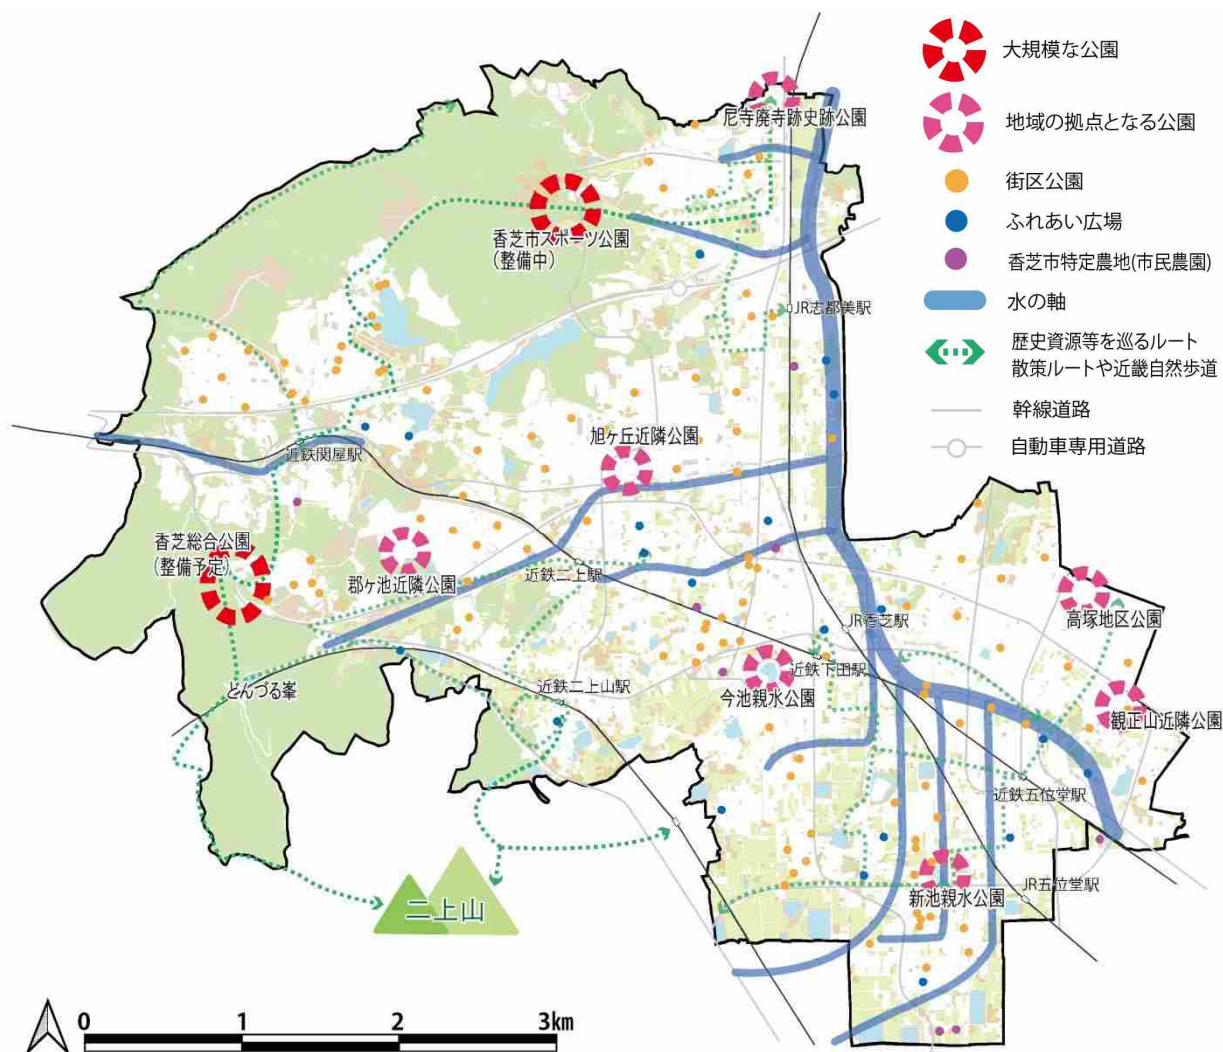 大規模な公園
地域の拠点となる公園
街区公園
ふれあい広場
香芝市特定農地(市民農園)
水の軸
歴史資源等を巡るルート
散策ルートや近畿自然歩道
幹線道路
自動車専用道路
尼寺廃寺跡史跡公園
香芝市スポーツ公園
(整備中)
JR志都美駅
旭ヶ丘近隣公園
近鉄関屋駅
香芝総合公園
(整備予定)
郡ヶ池近隣公園
近鉄二上駅
JR香芝駅
高塚地区公園
近鉄下田駅
どんづる峯
近鉄二上山駅
今池親水公園
観正山近隣公園
近鉄五位堂駅
JR五位堂駅
新池親水公園
二上山
0 1 2 3km